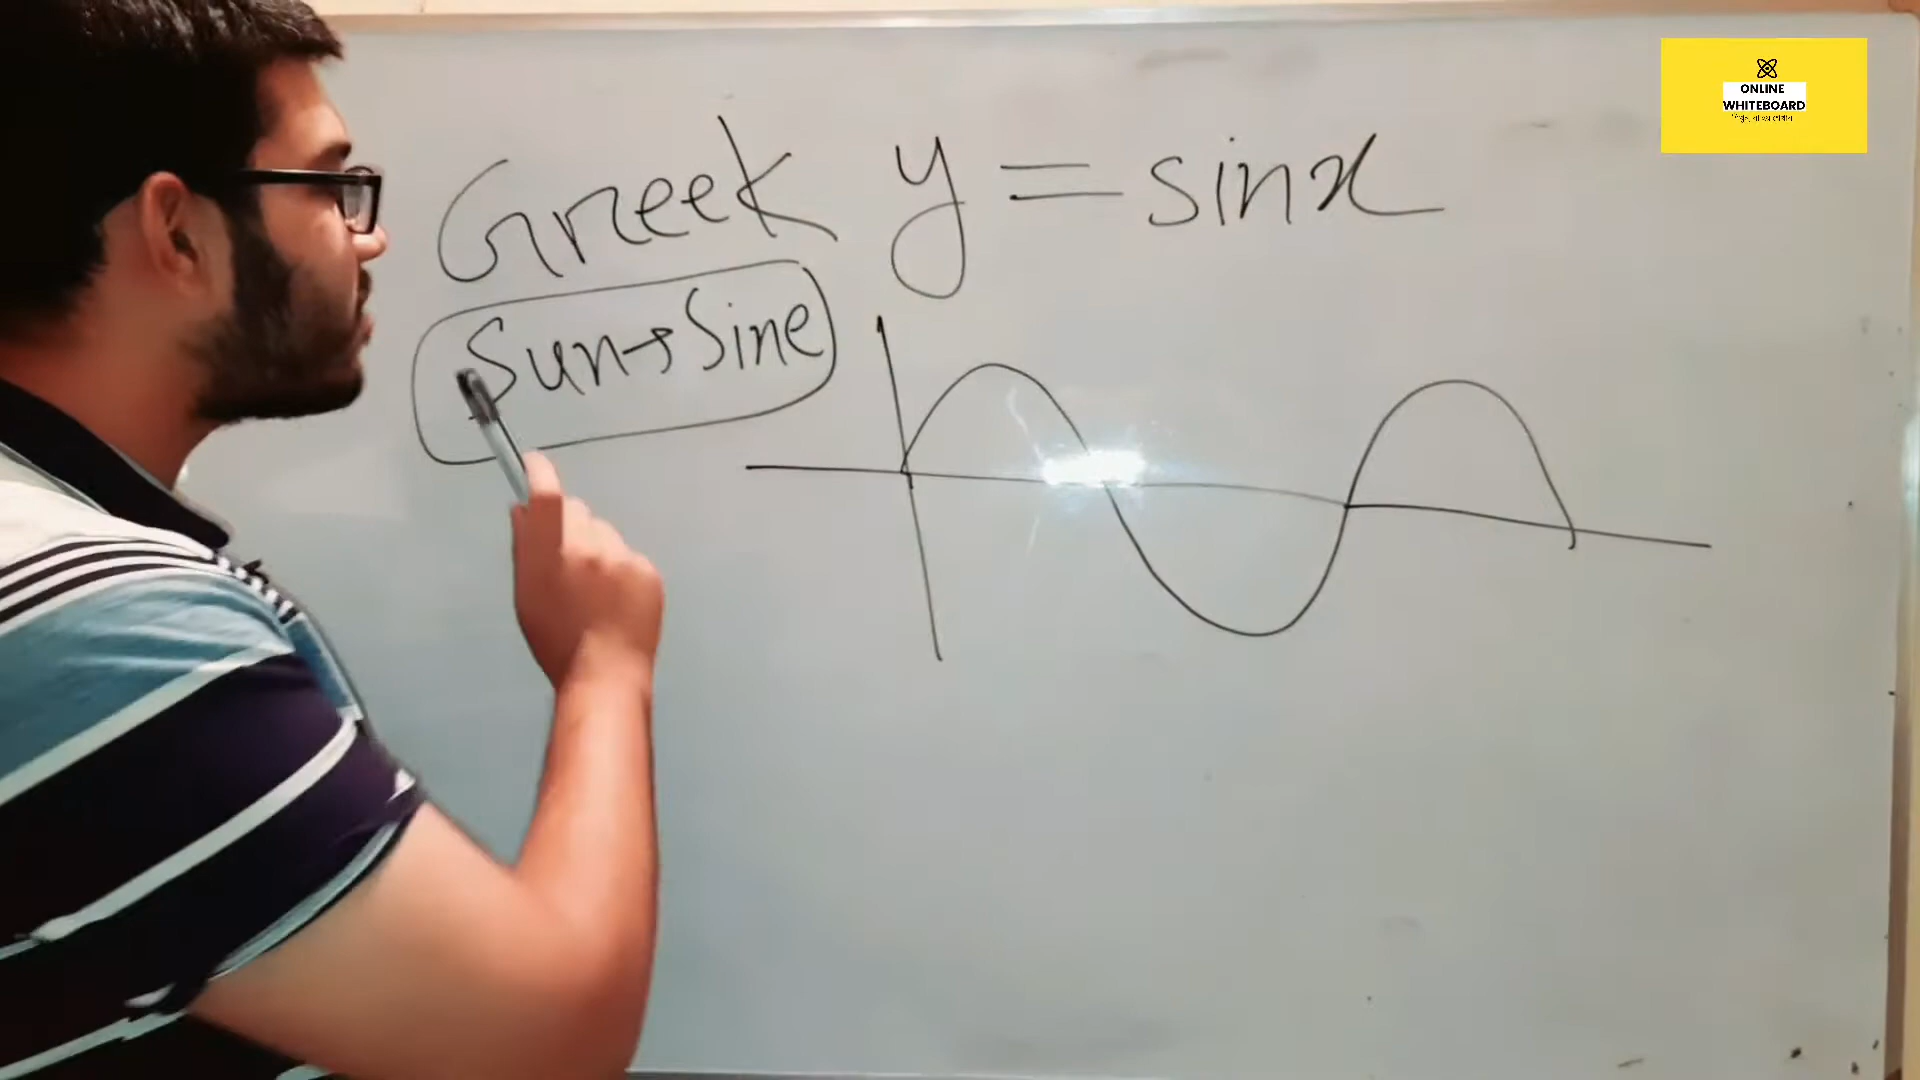 Greek y = sinx
Sun→Sine
ONLINE
WHITEBOARD